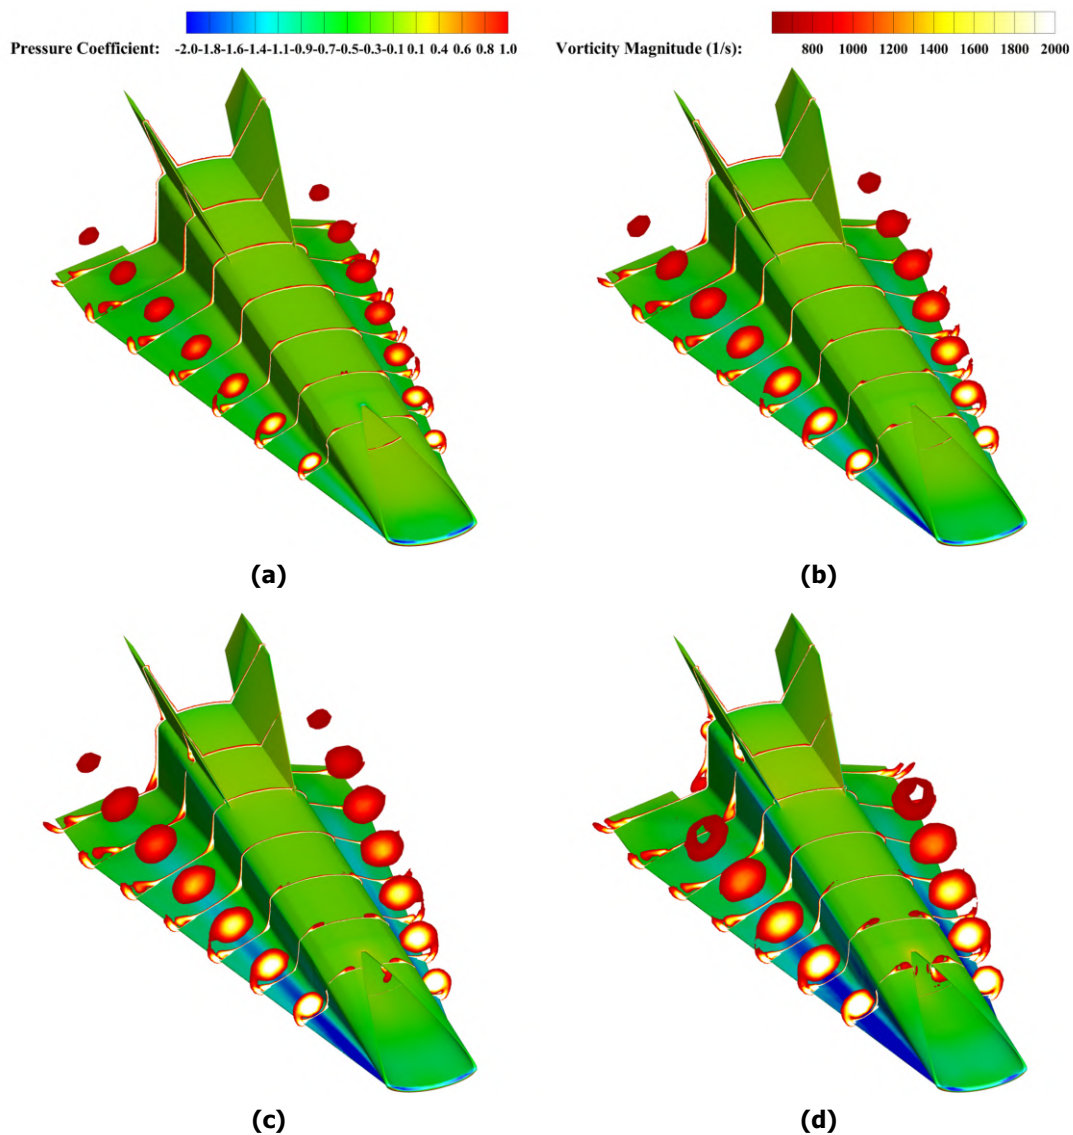 Pressure Coefficient: -2.0 -1.8 -1.6 -1.4 -1.1 -0.9 -0.7 -0.5 -0.3 -0.1 0.1 0.4 0.6 0.8 1.0
Vorticity Magnitude (1/s): 800 1000 1200 1400 1600 1800 2000
(a)
(b)
(c)
(d)